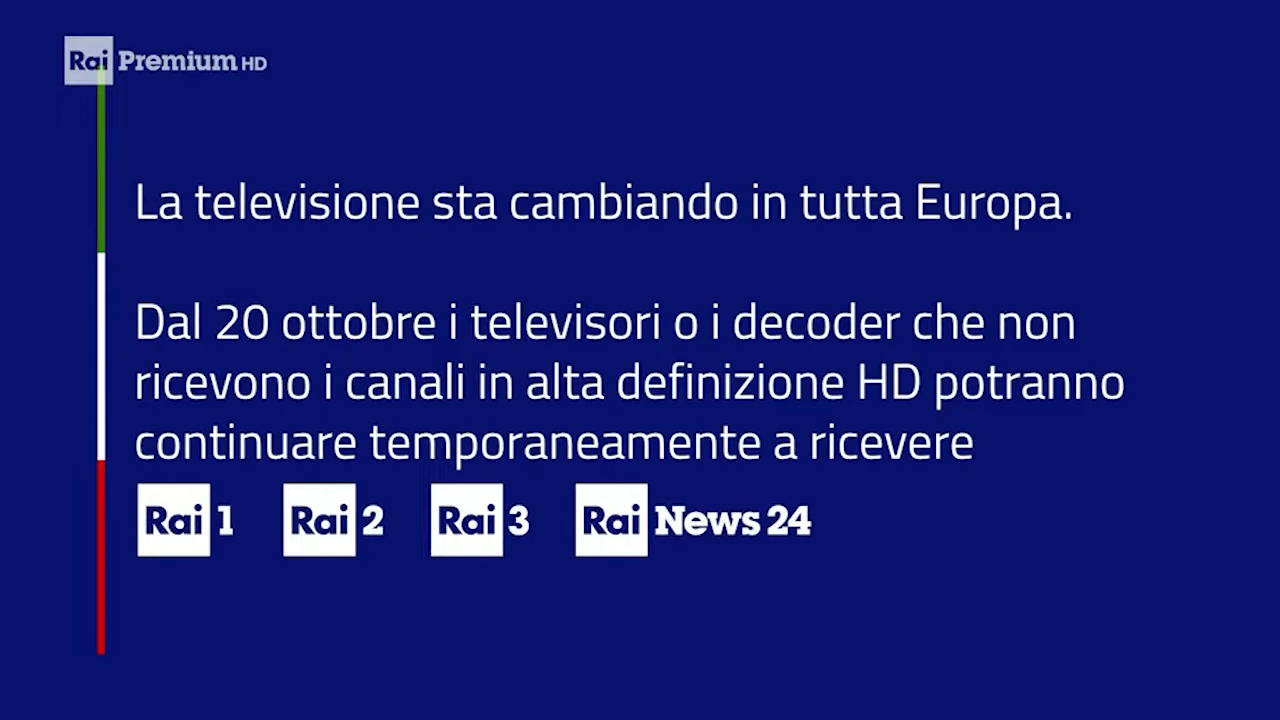 Rai Premium HD
La televisione sta cambiando in tutta Europa.
Dal 20 ottobre i televisori o i decoder che non
ricevono i canali in alta definizione HD potranno
continuare temporaneamente a ricevere
Rai 1 Rai 2 Rai 3 Rai News 24